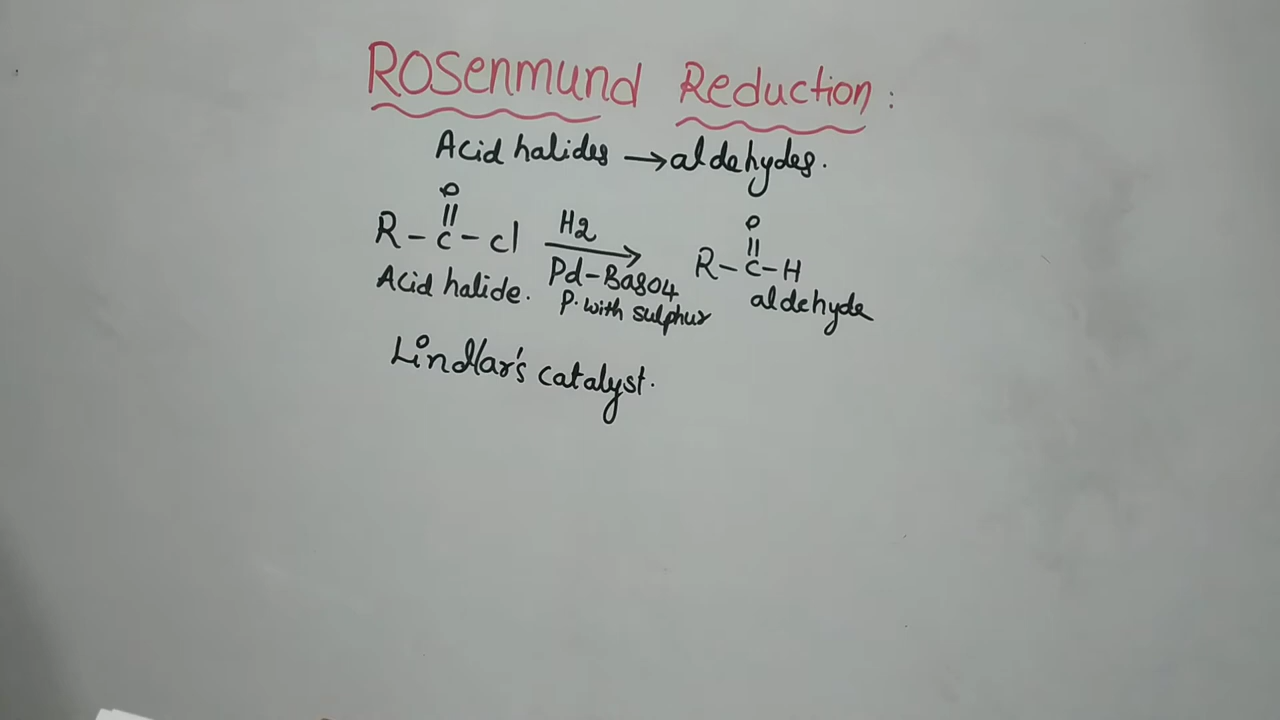 Rosenmund Reduction:
Acid halides → aldehydes.
O O
|| ||
R-C-Cl H2 → R-C-H
Acid halide. Pd-BaSO4 aldehyde
P. with sulphur
Lindlar's catalyst.